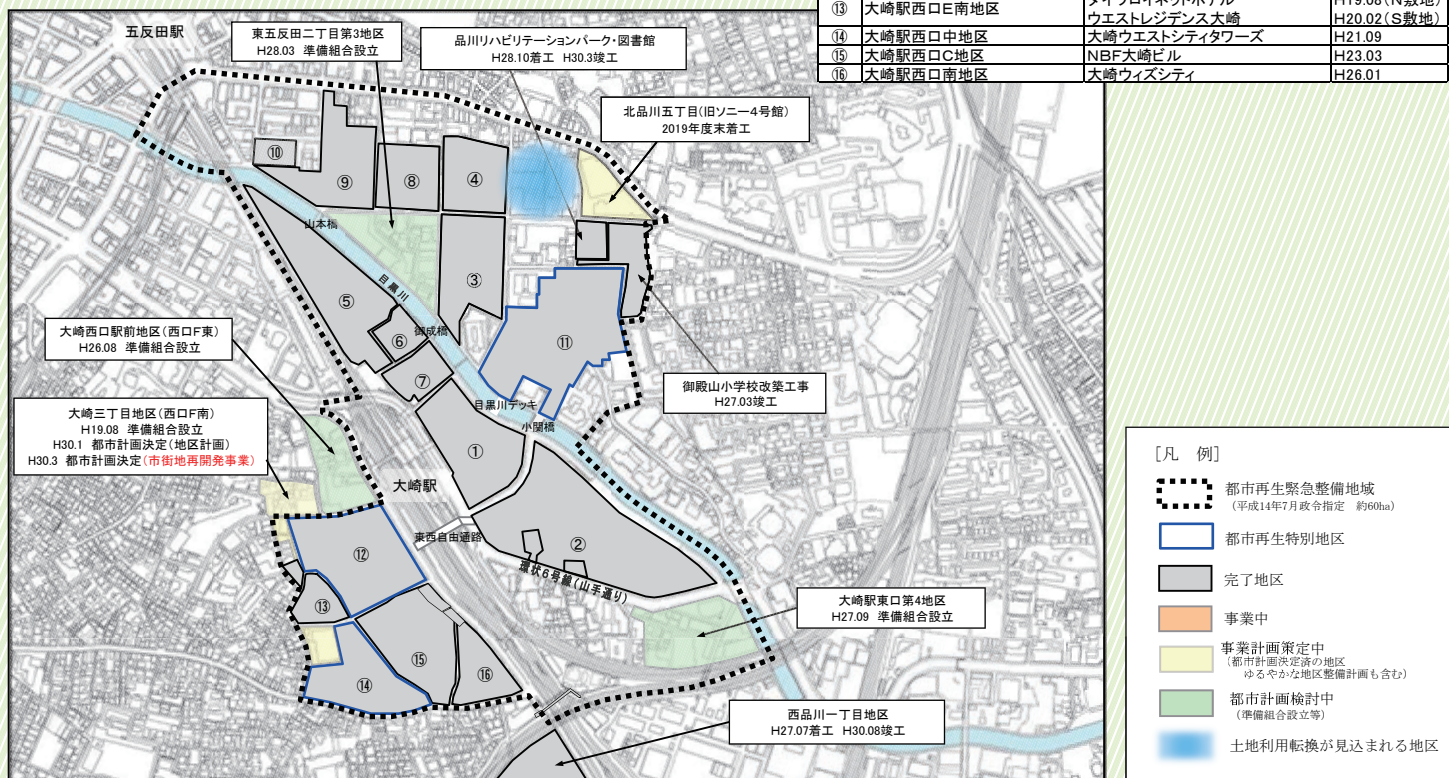 ⑬ 大崎駅西口E南地区 ダイワロイネットホテル H19.08(N敷地)
ウエストレジデンス大崎 H20.02(S敷地)
⑭ 大崎駅西口中地区 大崎ウエストシティタワーズ H21.09
⑮ 大崎駅西口C地区 NBF大崎ビル H23.03
⑯ 大崎駅西口南地区 大崎ウィズシティ H26.01
五反田駅
東五反田二丁目第3地区
H28.03 準備組合設立
品川リハビリテーションパーク・図書館
H28.10着工 H30.3竣工
北品川五丁目(旧ソニー4号館)
2019年度末着工
⑩
⑨
⑧
④
山本橋
③
⑤
目黒川
⑥
御成橋
⑦
⑪
大崎西口駅前地区(西口F東)
H26.08 準備組合設立
御殿山小学校改築工事
H27.03竣工
目黒川デッキ
小関橋
大崎三丁目地区(西口F南)
H19.08 準備組合設立
H30.1 都市計画決定(地区計画)
H30.3 都市計画決定(市街地再開発事業)
①
大崎駅
東西自由通路
②
環状6号線(山手通り)
⑫
⑬
⑭
⑮
⑯
大崎駅東口第4地区
H27.09 準備組合設立
西品川一丁目地区
H27.07着工 H30.08竣工
[凡 例]
都市再生緊急整備地域
(平成14年7月政令指定 約60ha)
都市再生特別地区
完了地区
事業中
事業計画策定中
(都市計画決定済の地区
ゆるやかな地区整備計画も含む)
都市計画検討中
(準備組合設立等)
土地利用転換が見込まれる地区